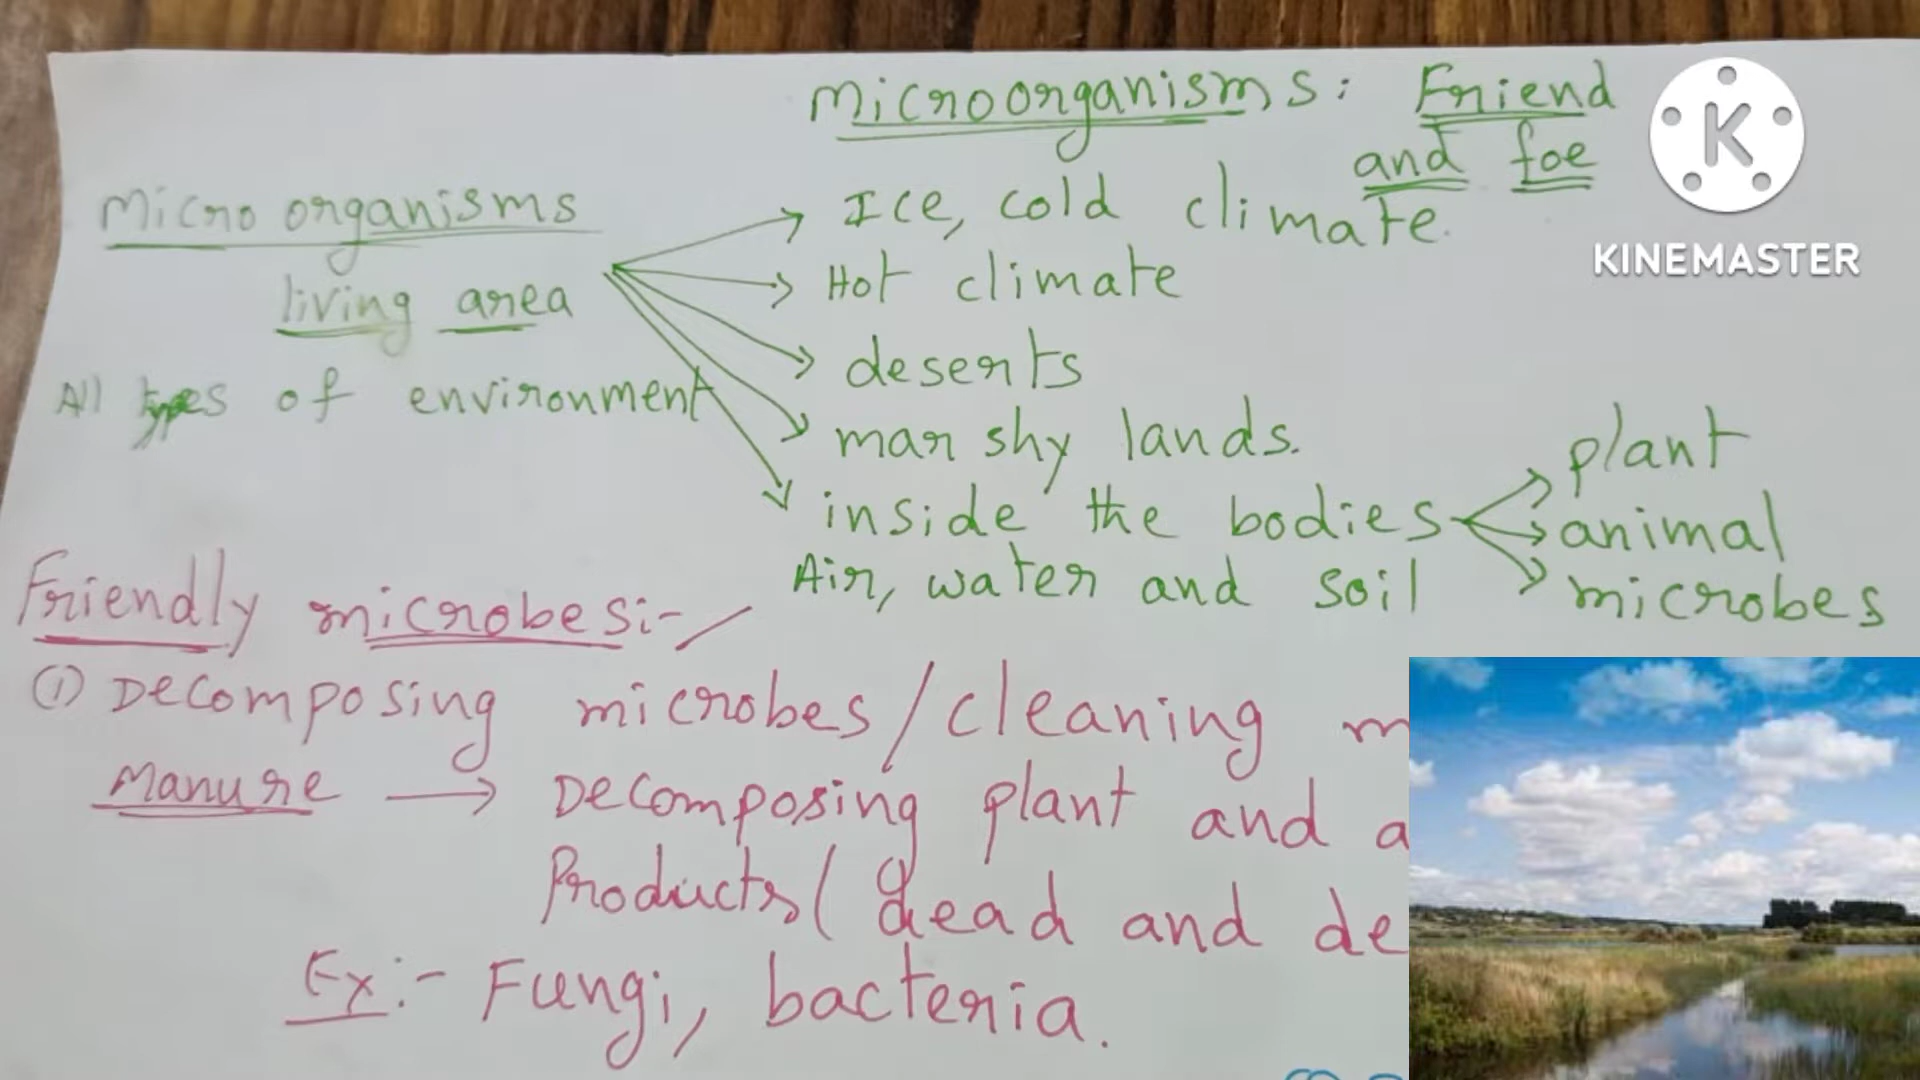 Microorganisms: Friend
and foe
Micro organisms
living area
All types of environment
Ice, cold climate.
Hot climate
deserts
marshy lands.
inside the bodies
plant
animal
microbes
Air, water and soil
Friendly microbes:-
① Decomposing microbes/cleaning m
Manure → Decomposing plant and a
Products( dead and de
Ex:- Fungi, bacteria.
K
KINEMASTER